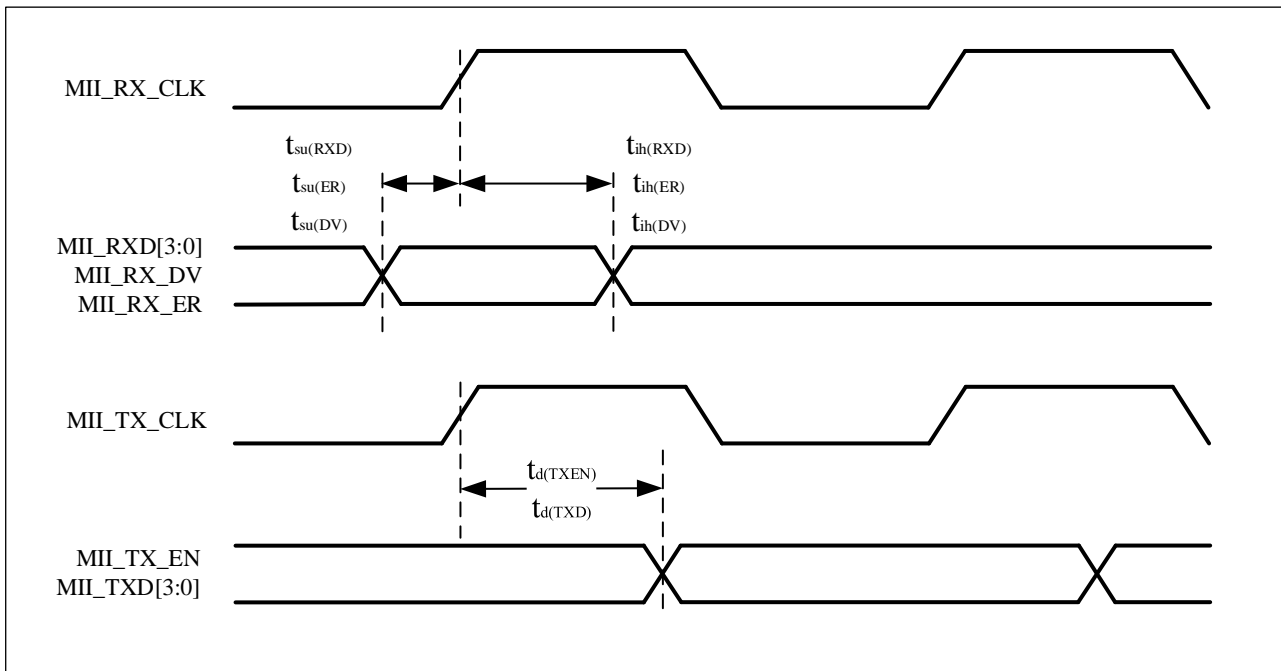 MII_RX_CLK
tsu(RXD)
tih(RXD)
tsu(ER)
tih(ER)
tsu(DV)
tih(DV)
MII_RXD[3:0]
MII_RX_DV
MII_RX_ER
MII_TX_CLK
td(TXEN)
td(TXD)
MII_TX_EN
MII_TXD[3:0]